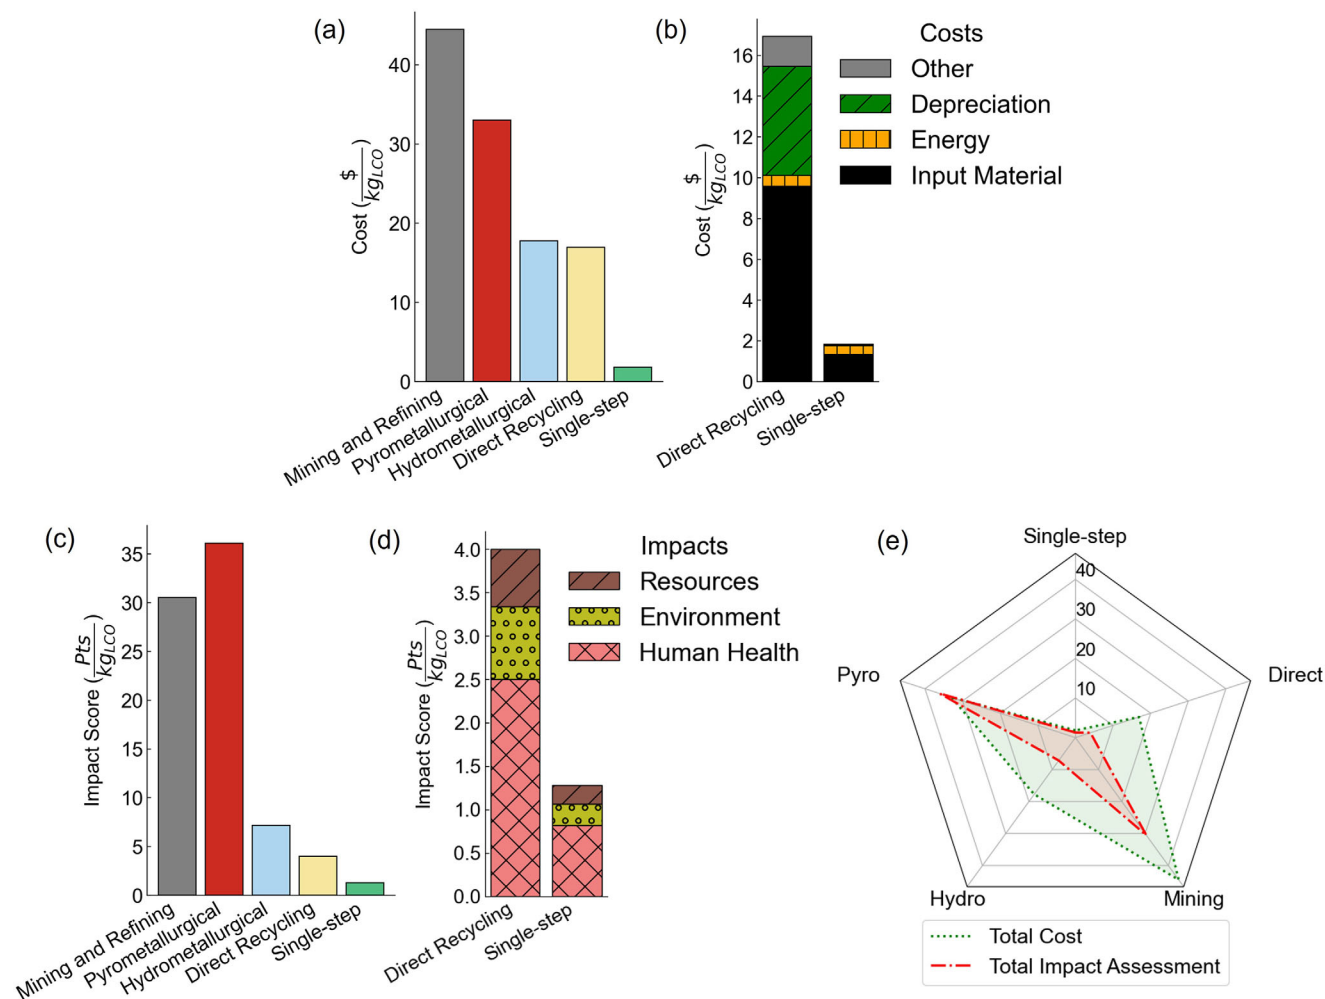 (a)
40
30
20
10
0
Cost ($/kg_LCO)
Mining and Refining
Pyrometallurgical
Hydrometallurgical
Direct Recycling
Single-step
(b)
16
14
12
10
8
6
4
2
0
Cost ($/kg_LCO)
Direct Recycling
Single-step
Costs
Other
Depreciation
Energy
Input Material
(c)
35
30
25
20
15
10
5
0
Impact Score (Pts/kg_LCO)
Mining and Refining
Pyrometallurgical
Hydrometallurgical
Direct Recycling
Single-step
(d)
4.0
3.5
3.0
2.5
2.0
1.5
1.0
0.5
0.0
Impact Score (Pts/kg_LCO)
Direct Recycling
Single-step
Impacts
Resources
Environment
Human Health
(e)
Single-step
40
30
20
10
Pyro
Direct
Hydro
Mining
Total Cost
Total Impact Assessment